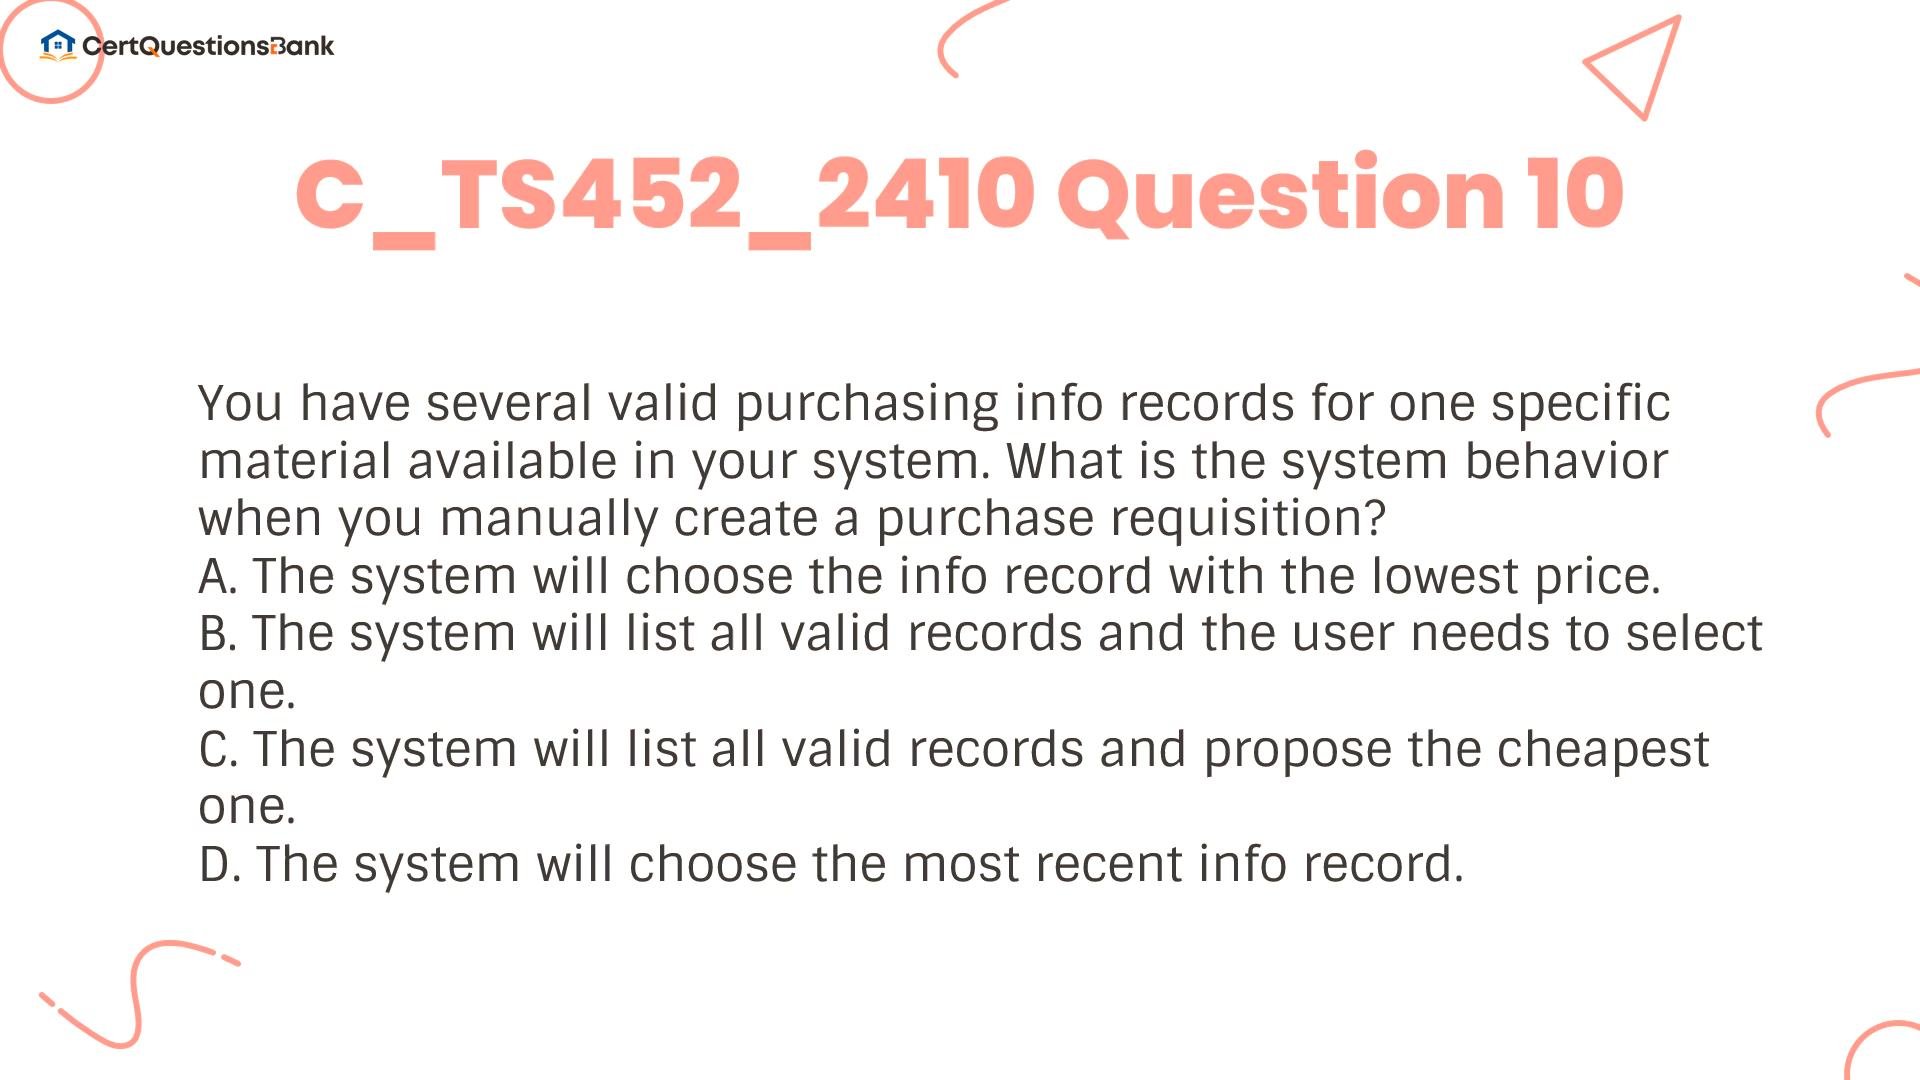 CertQuestionsBank
C_TS452_2410 Question 10
You have several valid purchasing info records for one specific
material available in your system. What is the system behavior
when you manually create a purchase requisition?
A. The system will choose the info record with the lowest price.
B. The system will list all valid records and the user needs to select
one.
C. The system will list all valid records and propose the cheapest
one.
D. The system will choose the most recent info record.